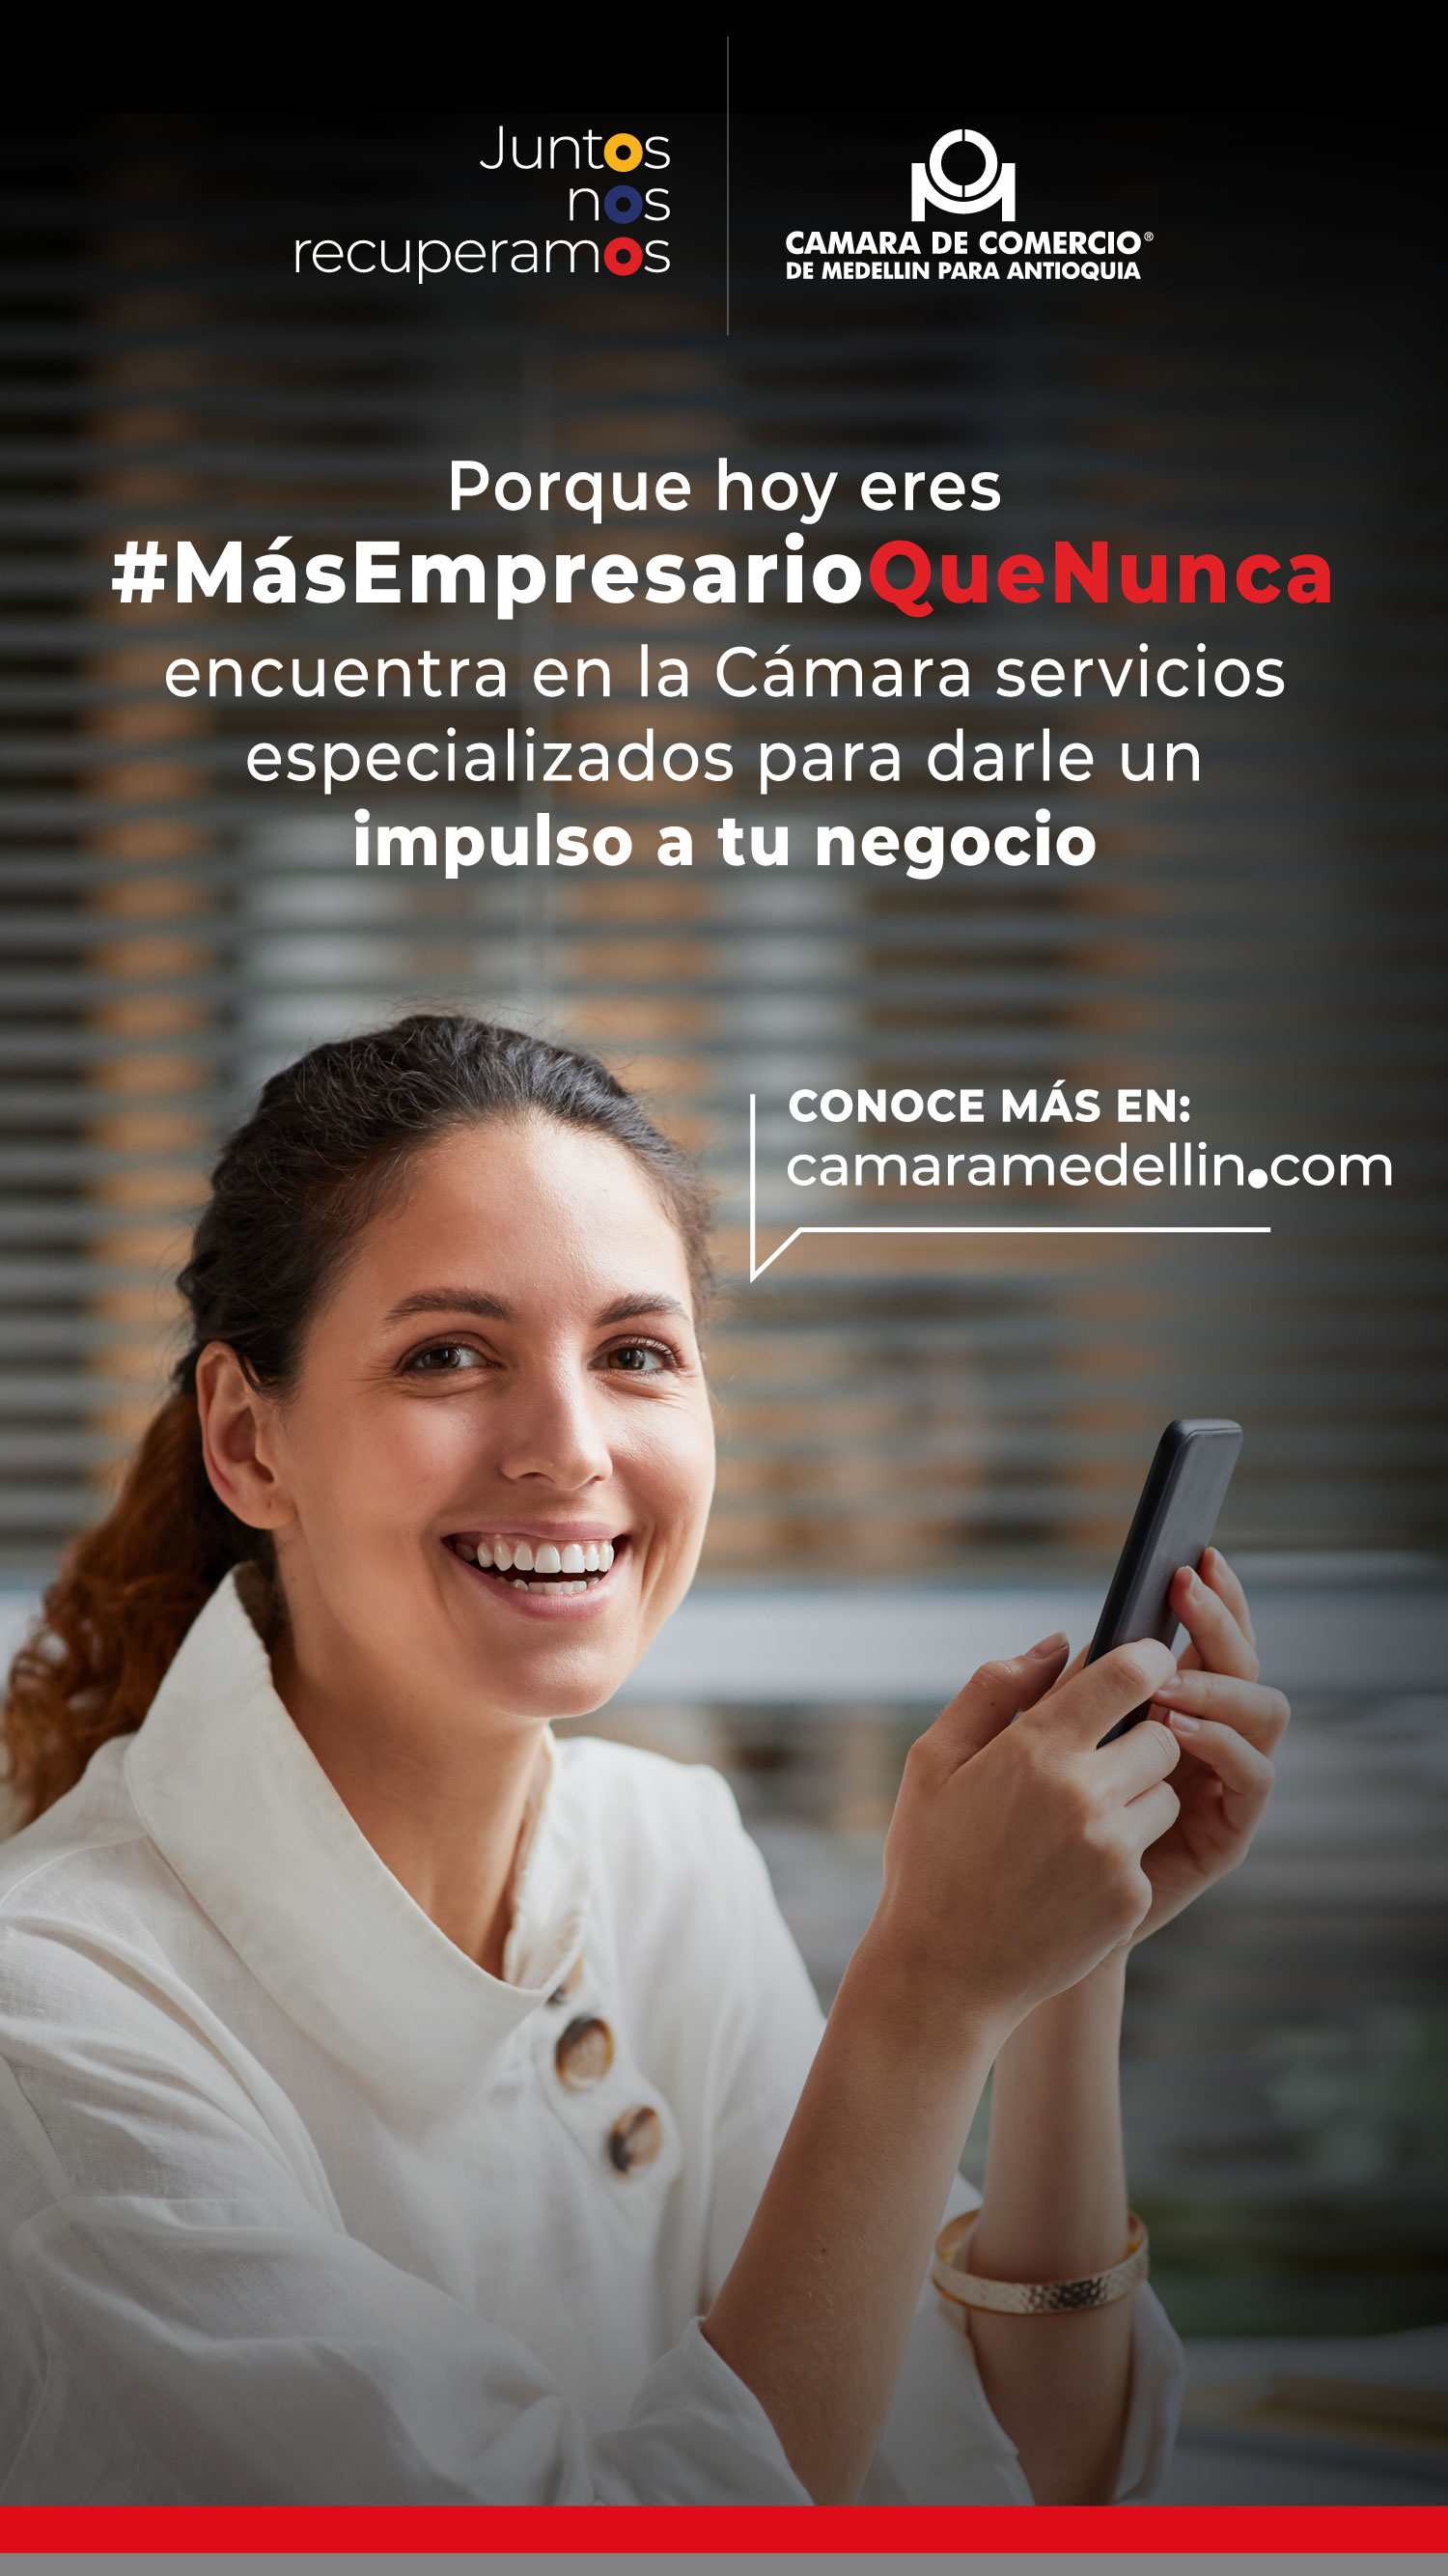 Juntos
nos
recuperamos
CAMARA DE COMERCIO®
DE MEDELLIN PARA ANTIOQUIA
Porque hoy eres
#MásEmpresarioQueNunca
encuentra en la Cámara servicios
especializados para darle un
impulso a tu negocio
CONOCE MÁS EN:
camaramedellin.com